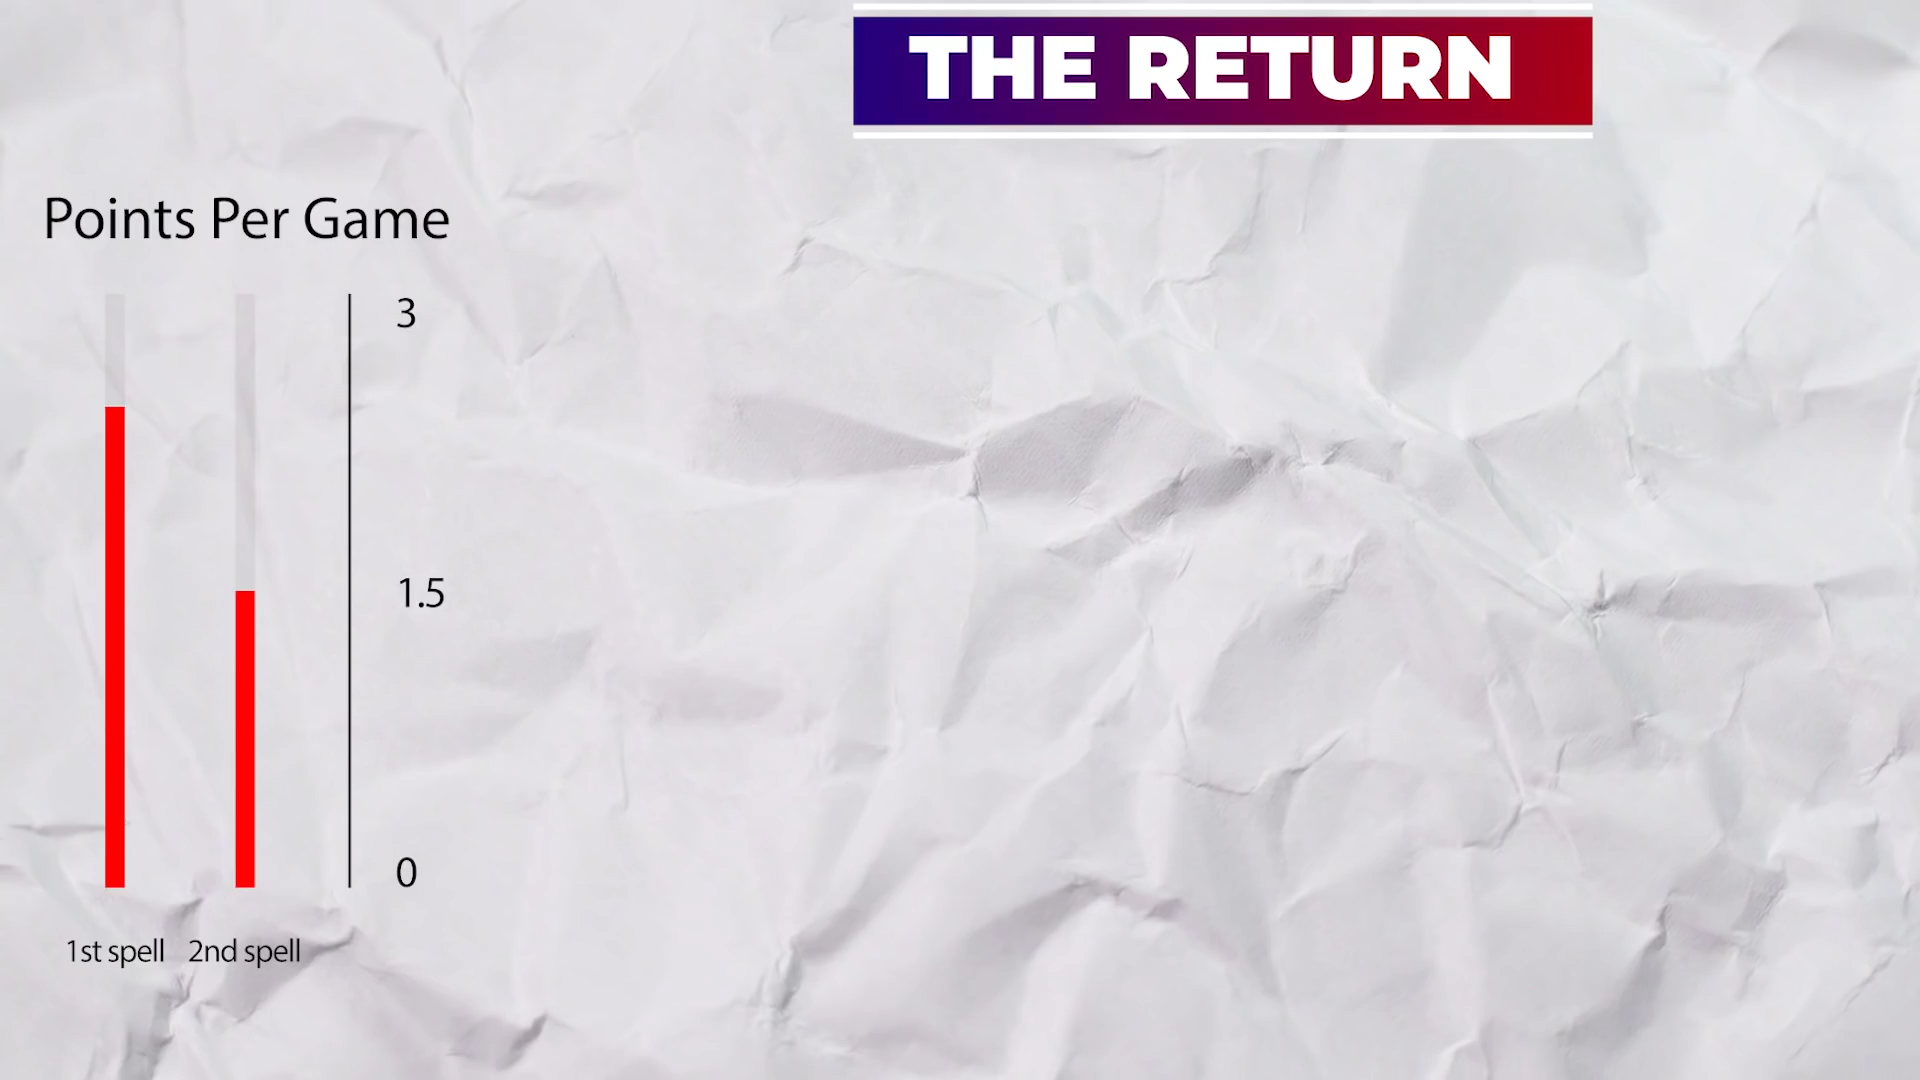 THE RETURN
Points Per Game
3
1.5
0
1st spell 2nd spell